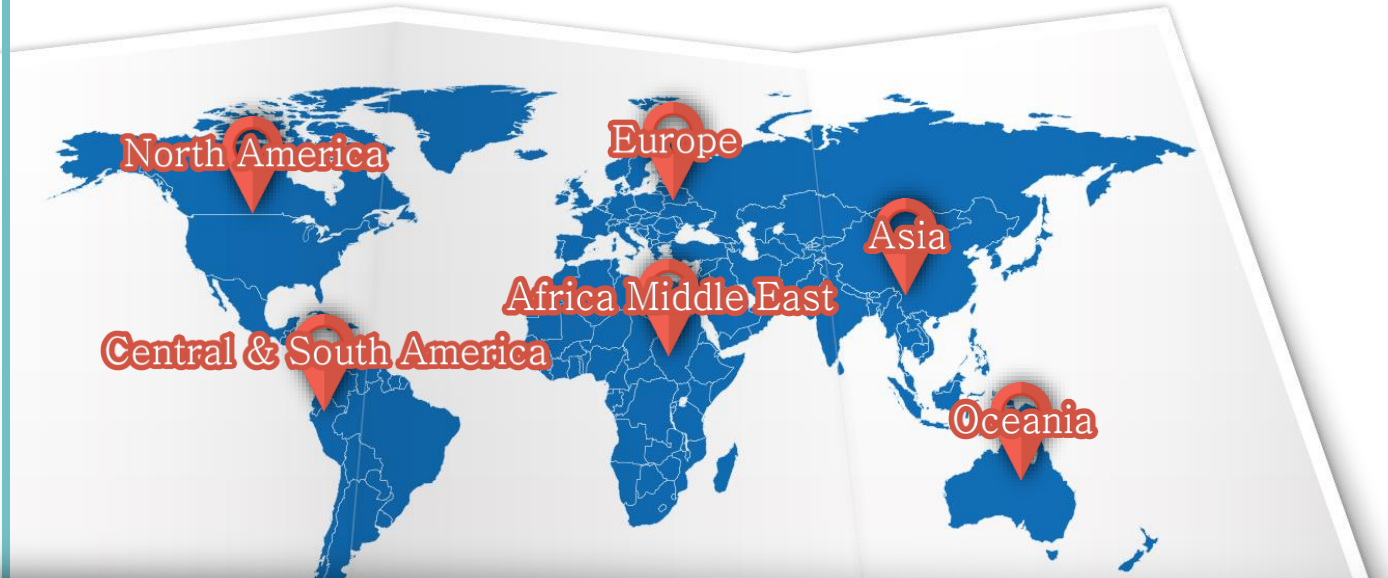 North America
Europe
Asia
Africa Middle East
Central & South America
Oceania